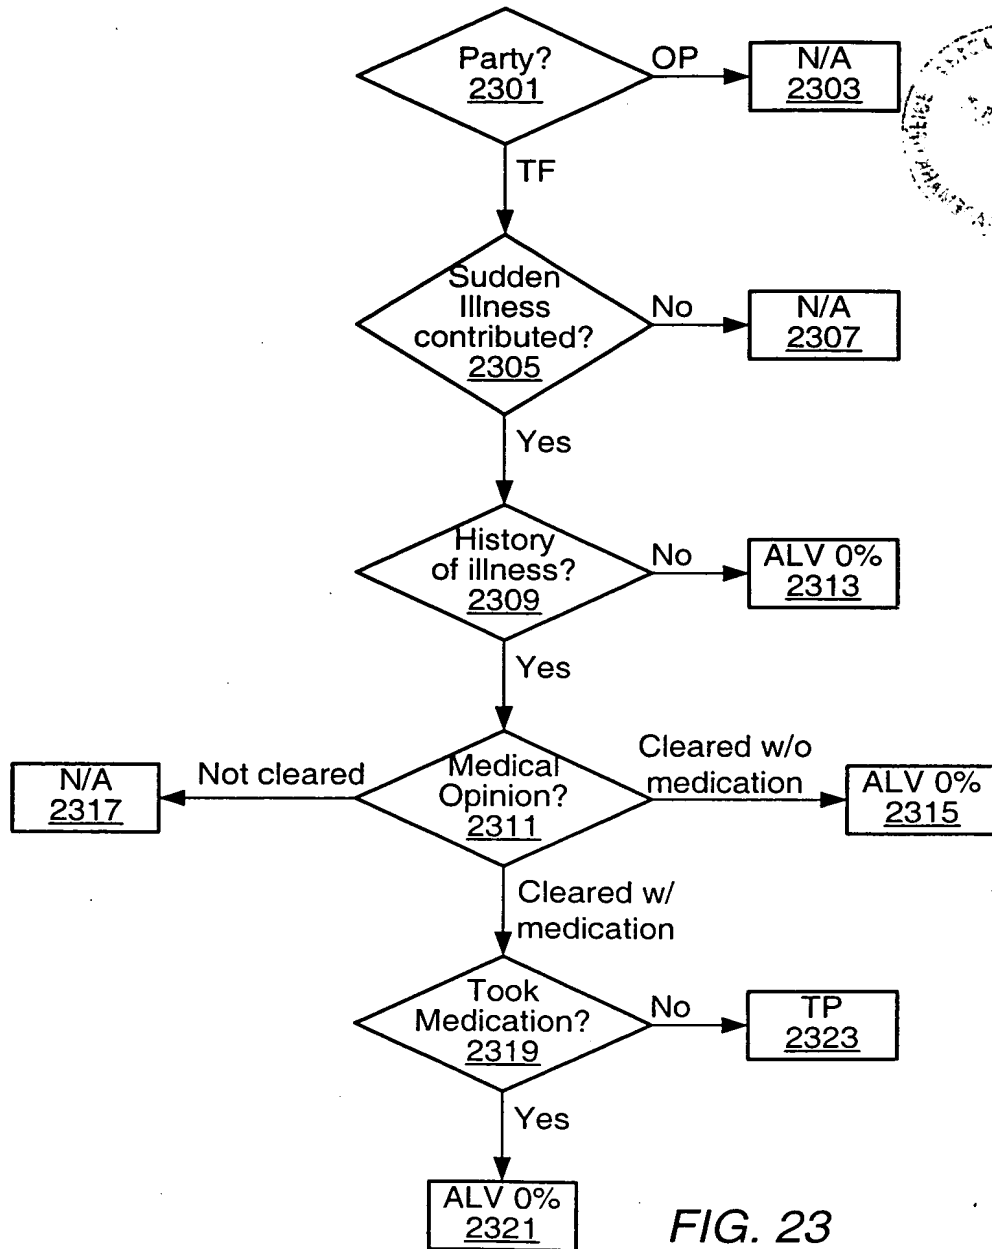 Party?
2301
OP
N/A
2303
TF
Sudden
Illness
contributed?
2305
No
N/A
2307
Yes
History
of illness?
2309
No
ALV 0%
2313
Yes
N/A
2317
Not cleared
Medical
Opinion?
2311
Cleared w/o
medication
ALV 0%
2315
Cleared w/
medication
Took
Medication?
2319
No
TP
2323
Yes
ALV 0%
2321
FIG. 23